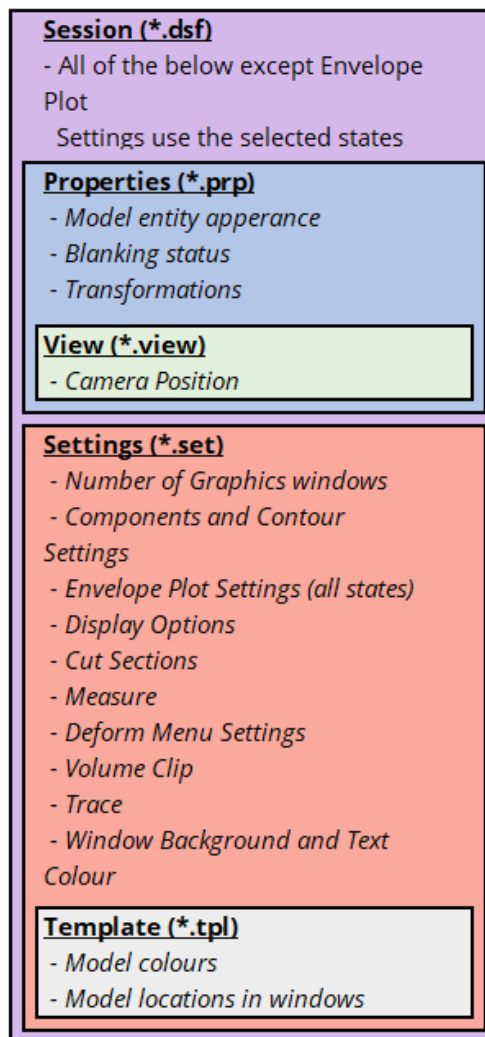 Session (*.dsf)
- All of the below except Envelope
Plot
Settings use the selected states
Properties (*.prp)
- Model entity apperance
- Blanking status
- Transformations
View (*.view)
- Camera Position
Settings (*.set)
- Number of Graphics windows
- Components and Contour
Settings
- Envelope Plot Settings (all states)
- Display Options
- Cut Sections
- Measure
- Deform Menu Settings
- Volume Clip
- Trace
- Window Background and Text
Colour
Template (*.tpl)
- Model colours
- Model locations in windows